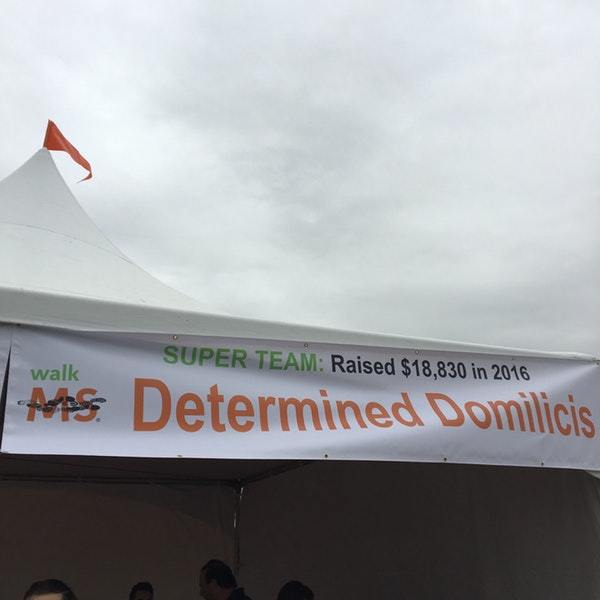 SUPER TEAM: Raised $18,830 in 2016
walk
MS®
Determined Domilicis